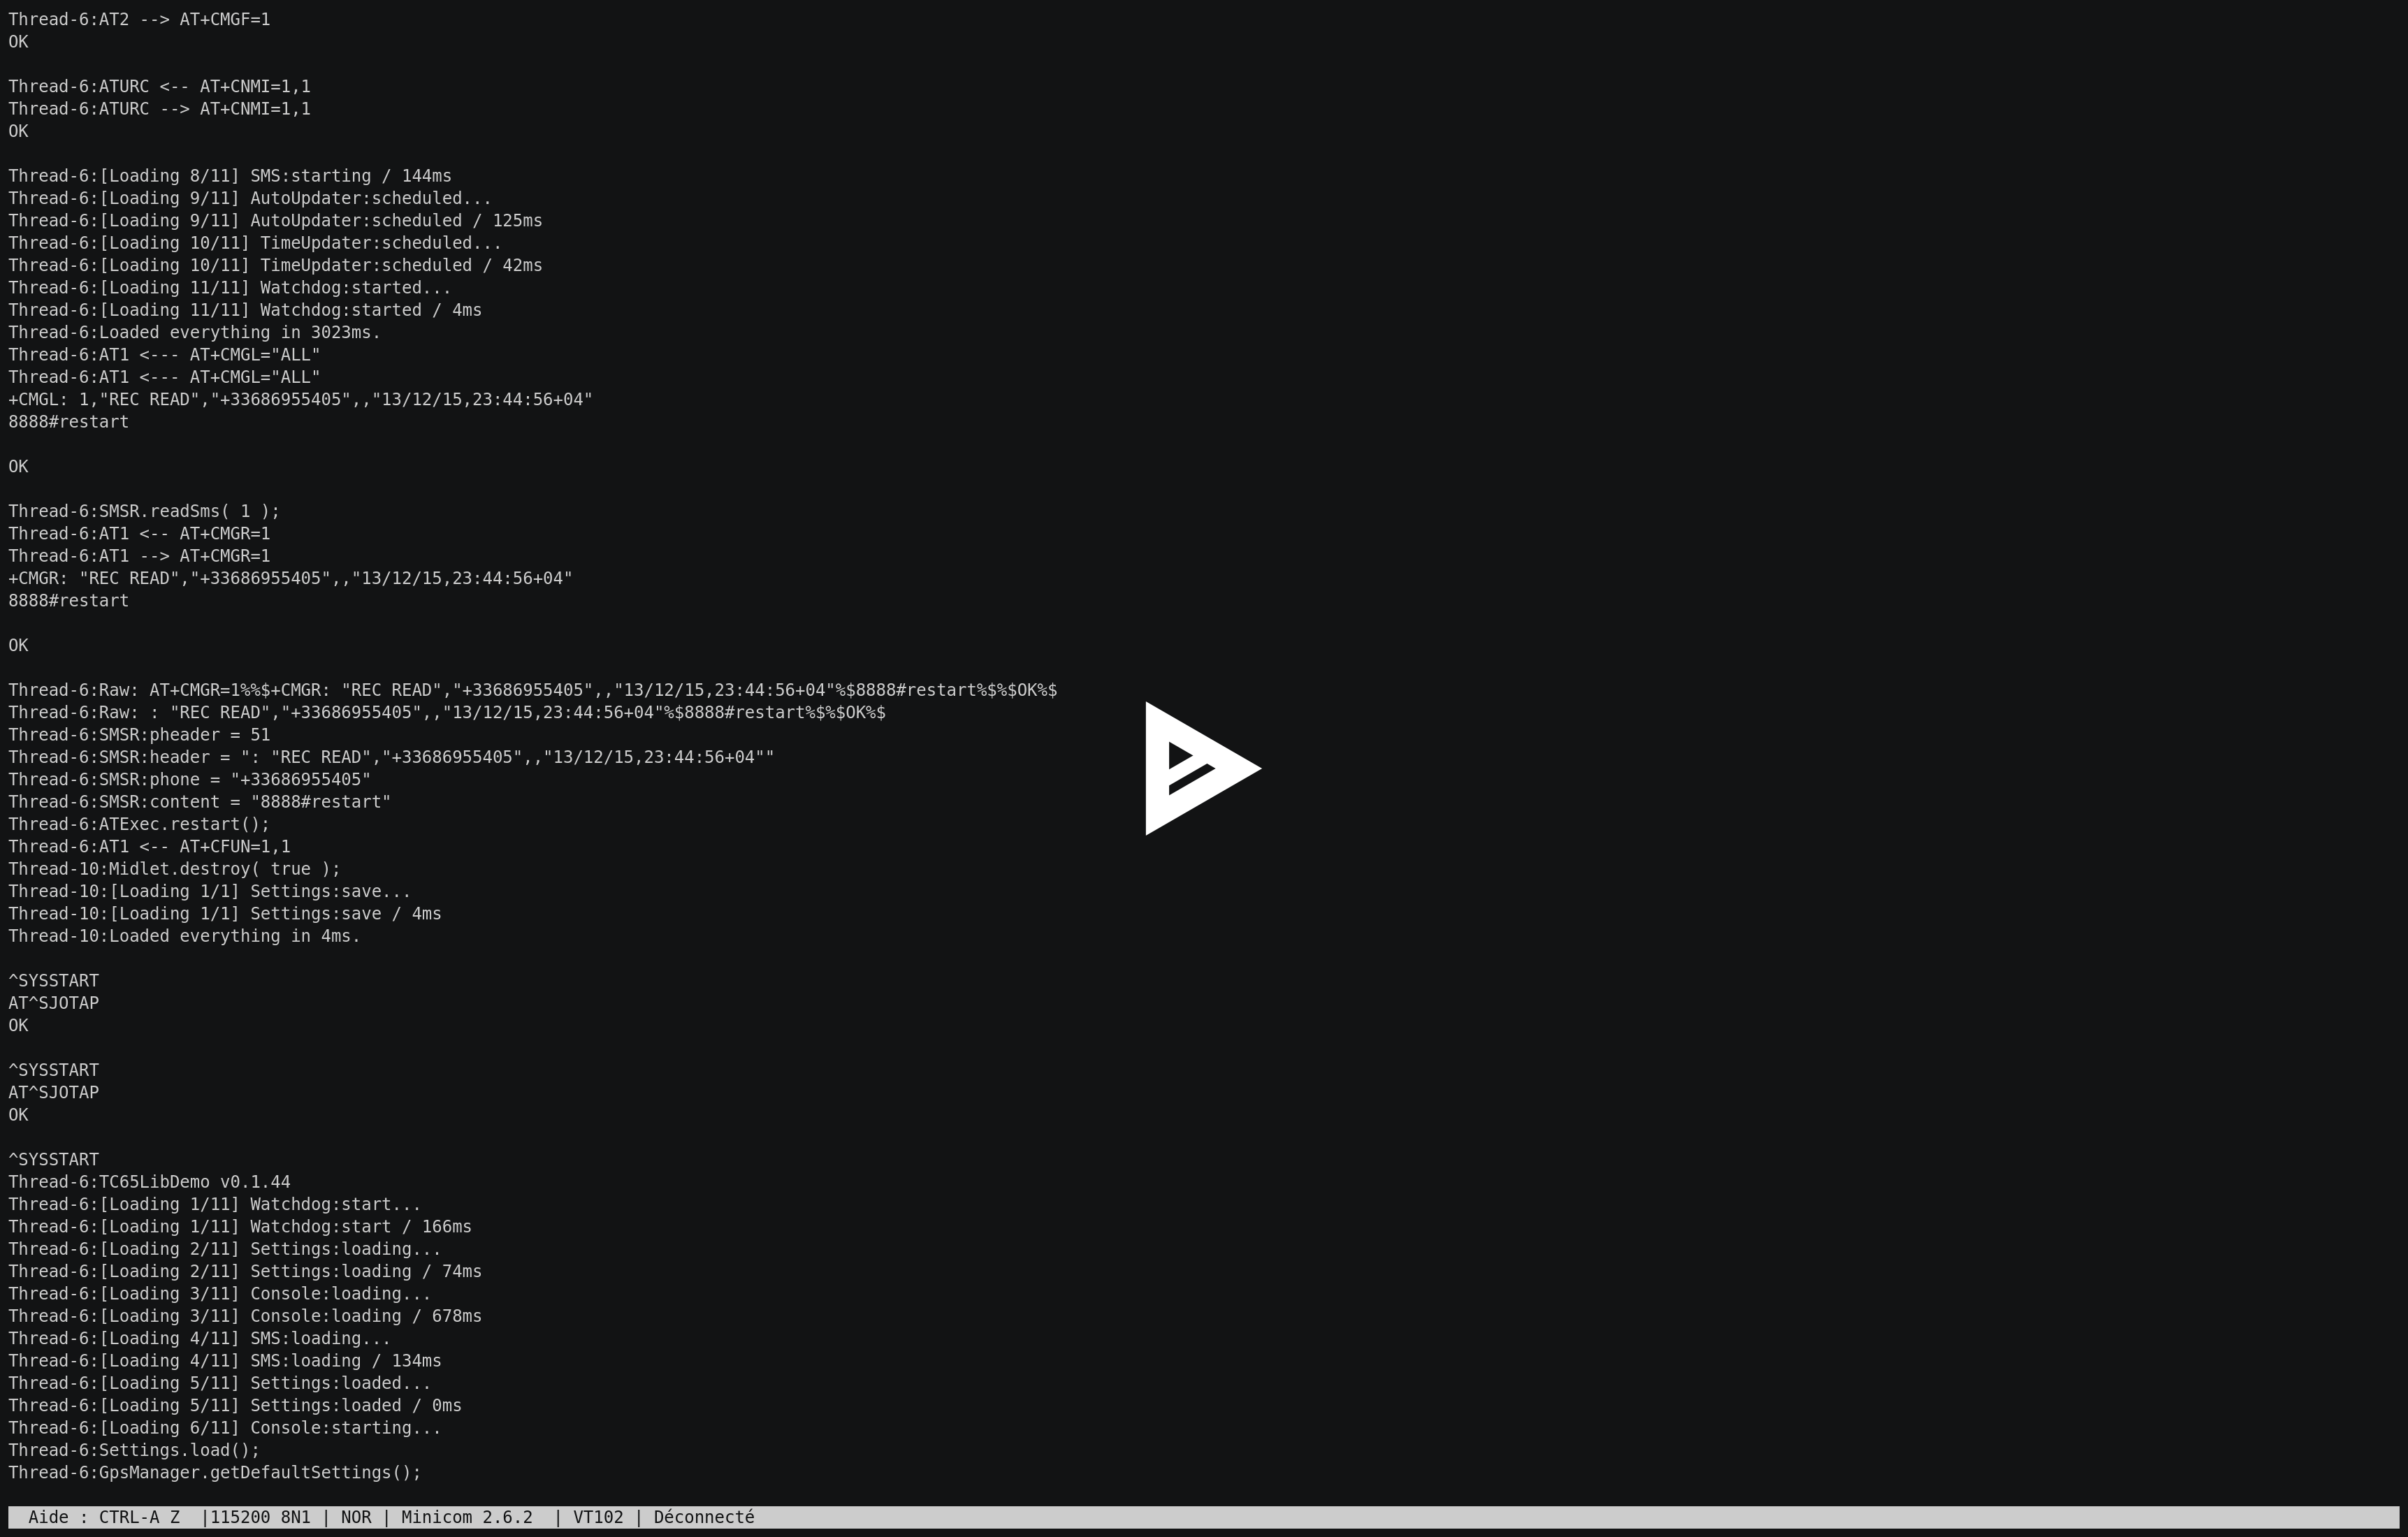 Thread-6:AT2 --> AT+CMGF=1
OK
Thread-6:ATURC <-- AT+CNMI=1,1
Thread-6:ATURC --> AT+CNMI=1,1
OK
Thread-6:[Loading 8/11] SMS:starting / 144ms
Thread-6:[Loading 9/11] AutoUpdater:scheduled...
Thread-6:[Loading 9/11] AutoUpdater:scheduled / 125ms
Thread-6:[Loading 10/11] TimeUpdater:scheduled...
Thread-6:[Loading 10/11] TimeUpdater:scheduled / 42ms
Thread-6:[Loading 11/11] Watchdog:started...
Thread-6:[Loading 11/11] Watchdog:started / 4ms
Thread-6:Loaded everything in 3023ms.
Thread-6:AT1 <--- AT+CMGL="ALL"
Thread-6:AT1 <--- AT+CMGL="ALL"
+CMGL: 1,"REC READ","+33686955405",,"13/12/15,23:44:56+04"
8888#restart
OK
Thread-6:SMSR.readSms( 1 );
Thread-6:AT1 <-- AT+CMGR=1
Thread-6:AT1 --> AT+CMGR=1
+CMGR: "REC READ","+33686955405",,"13/12/15,23:44:56+04"
8888#restart
OK
Thread-6:Raw: AT+CMGR=1%%$+CMGR: "REC READ","+33686955405",,"13/12/15,23:44:56+04"%$8888#restart%$%$OK%$
Thread-6:Raw: : "REC READ","+33686955405",,"13/12/15,23:44:56+04"%$8888#restart%$%$OK%$
Thread-6:SMSR:pheader = 51
Thread-6:SMSR:header = ": "REC READ","+33686955405",,"13/12/15,23:44:56+04""
Thread-6:SMSR:phone = "+33686955405"
Thread-6:SMSR:content = "8888#restart"
Thread-6:ATExec.restart();
Thread-6:AT1 <-- AT+CFUN=1,1
Thread-10:Midlet.destroy( true );
Thread-10:[Loading 1/1] Settings:save...
Thread-10:[Loading 1/1] Settings:save / 4ms
Thread-10:Loaded everything in 4ms.
^SYSSTART
AT^SJOTAP
OK
^SYSSTART
AT^SJOTAP
OK
^SYSSTART
Thread-6:TC65LibDemo v0.1.44
Thread-6:[Loading 1/11] Watchdog:start...
Thread-6:[Loading 1/11] Watchdog:start / 166ms
Thread-6:[Loading 2/11] Settings:loading...
Thread-6:[Loading 2/11] Settings:loading / 74ms
Thread-6:[Loading 3/11] Console:loading...
Thread-6:[Loading 3/11] Console:loading / 678ms
Thread-6:[Loading 4/11] SMS:loading...
Thread-6:[Loading 4/11] SMS:loading / 134ms
Thread-6:[Loading 5/11] Settings:loaded...
Thread-6:[Loading 5/11] Settings:loaded / 0ms
Thread-6:[Loading 6/11] Console:starting...
Thread-6:Settings.load();
Thread-6:GpsManager.getDefaultSettings();
Aide : CTRL-A Z  |115200 8N1 | NOR | Minicom 2.6.2  | VT102 | Déconnecté